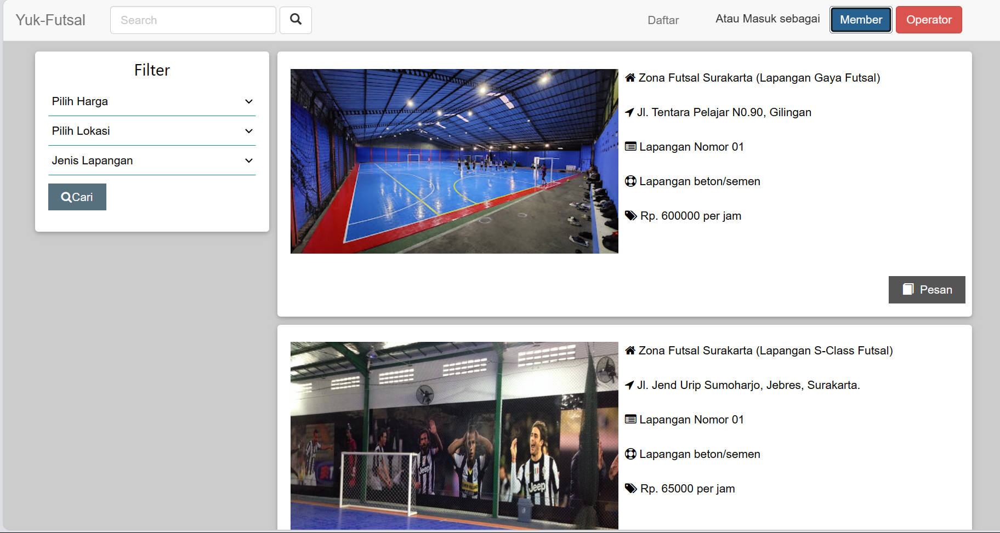 Yuk-Futsal
Search
Daftar
Atau Masuk sebagai
Member
Operator
Filter
Pilih Harga
Pilih Lokasi
Jenis Lapangan
Cari
Zona Futsal Surakarta (Lapangan Gaya Futsal)
Jl. Tentara Pelajar N0.90, Gilingan
Lapangan Nomor 01
Lapangan beton/semen
Rp. 600000 per jam
Pesan
Zona Futsal Surakarta (Lapangan S-Class Futsal)
Jl. Jend Urip Sumoharjo, Jebres, Surakarta.
Lapangan Nomor 01
Lapangan beton/semen
Rp. 65000 per jam
Jeep
Jeep